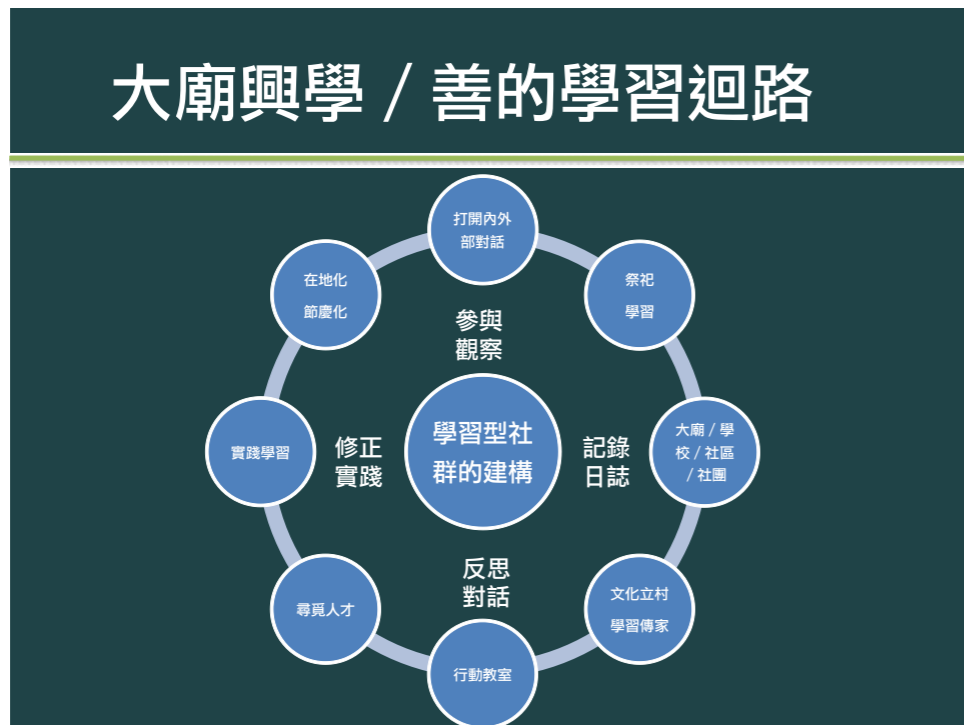 大廟興學 / 善的學習迴路
打開內外
部對話
祭祀
學習
大廟 / 學
校 / 社區
/ 社團
文化立村
學習傳家
行動教室
尋覓人才
實踐學習
在地化
節慶化
參與
觀察
記錄
日誌
反思
對話
修正
實踐
學習型社
群的建構